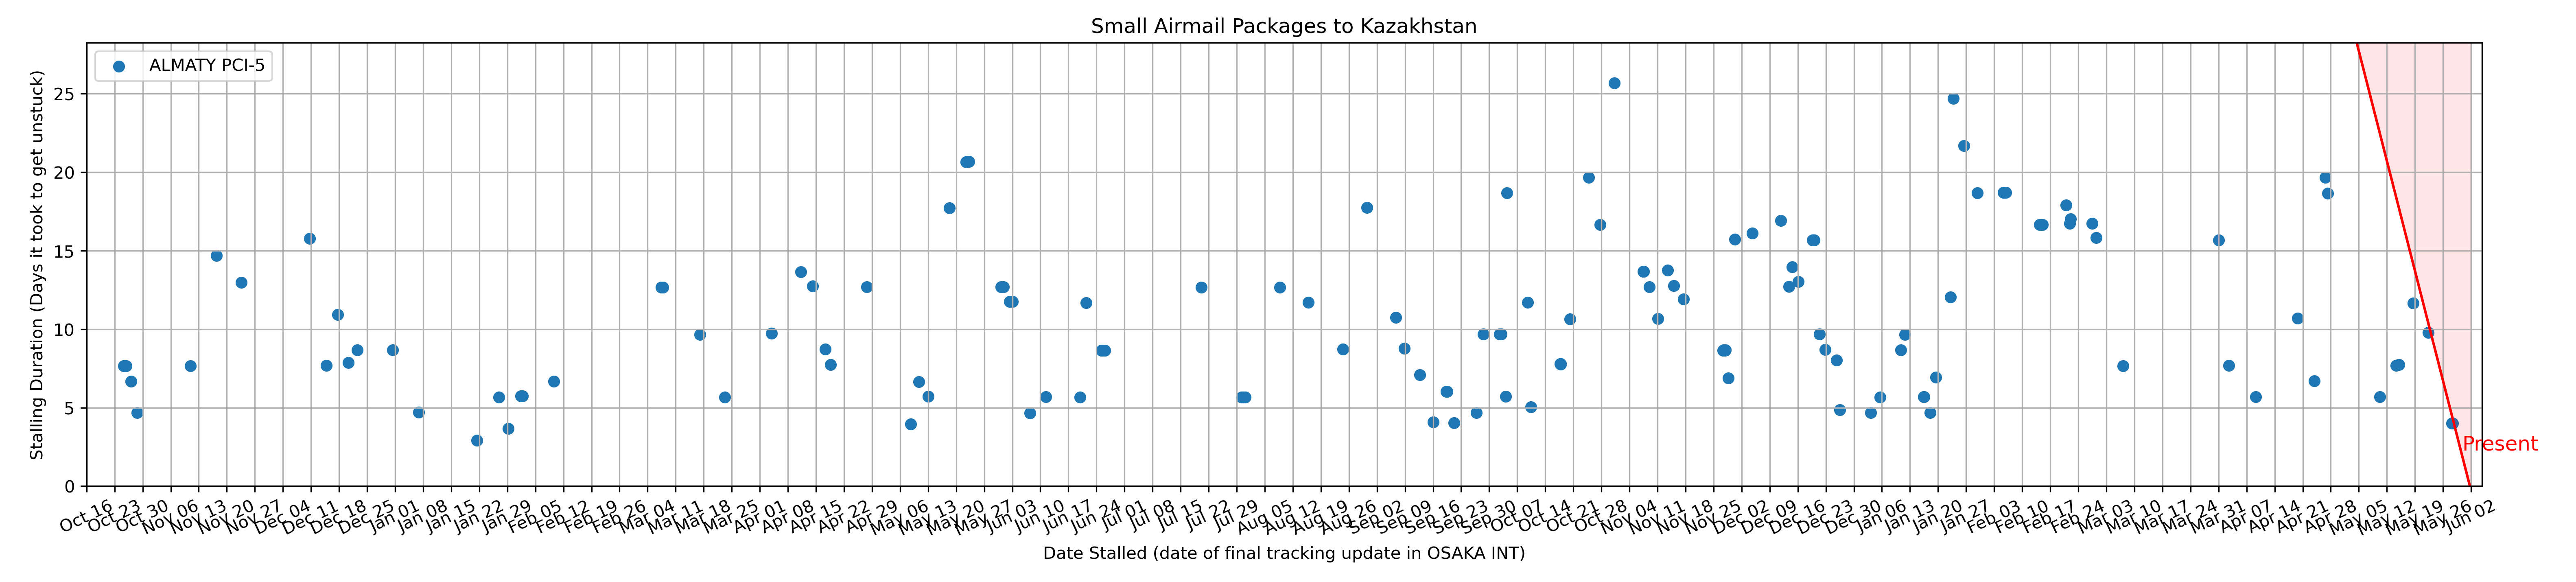 Small Airmail Packages to Kazakhstan
ALMATY PCI-5
Stalling Duration (Days it took to get unstuck)
25
20
15
10
5
0
Present
Oct 16
Oct 23
Oct 30
Nov 06
Nov 13
Nov 20
Nov 27
Dec 04
Dec 11
Dec 18
Dec 25
Jan 01
Jan 08
Jan 15
Jan 22
Jan 29
Feb 05
Feb 12
Feb 19
Feb 26
Mar 04
Mar 11
Mar 18
Mar 25
Apr 01
Apr 08
Apr 15
Apr 22
Apr 29
May 06
May 13
May 20
May 27
Jun 03
Jun 10
Jun 17
Jun 24
Jul 01
Jul 08
Jul 15
Jul 22
Jul 29
Aug 05
Aug 12
Aug 19
Aug 26
Sep 02
Sep 09
Sep 16
Sep 23
Sep 30
Oct 07
Oct 14
Oct 21
Oct 28
Nov 04
Nov 11
Nov 18
Nov 25
Dec 02
Dec 09
Dec 16
Dec 23
Dec 30
Jan 06
Jan 13
Jan 20
Jan 27
Feb 03
Feb 10
Feb 17
Feb 24
Mar 03
Mar 10
Mar 17
Mar 24
Mar 31
Apr 07
Apr 14
Apr 21
Apr 28
May 05
May 12
May 19
May 26
Jun 02
Date Stalled (date of final tracking update in OSAKA INT)